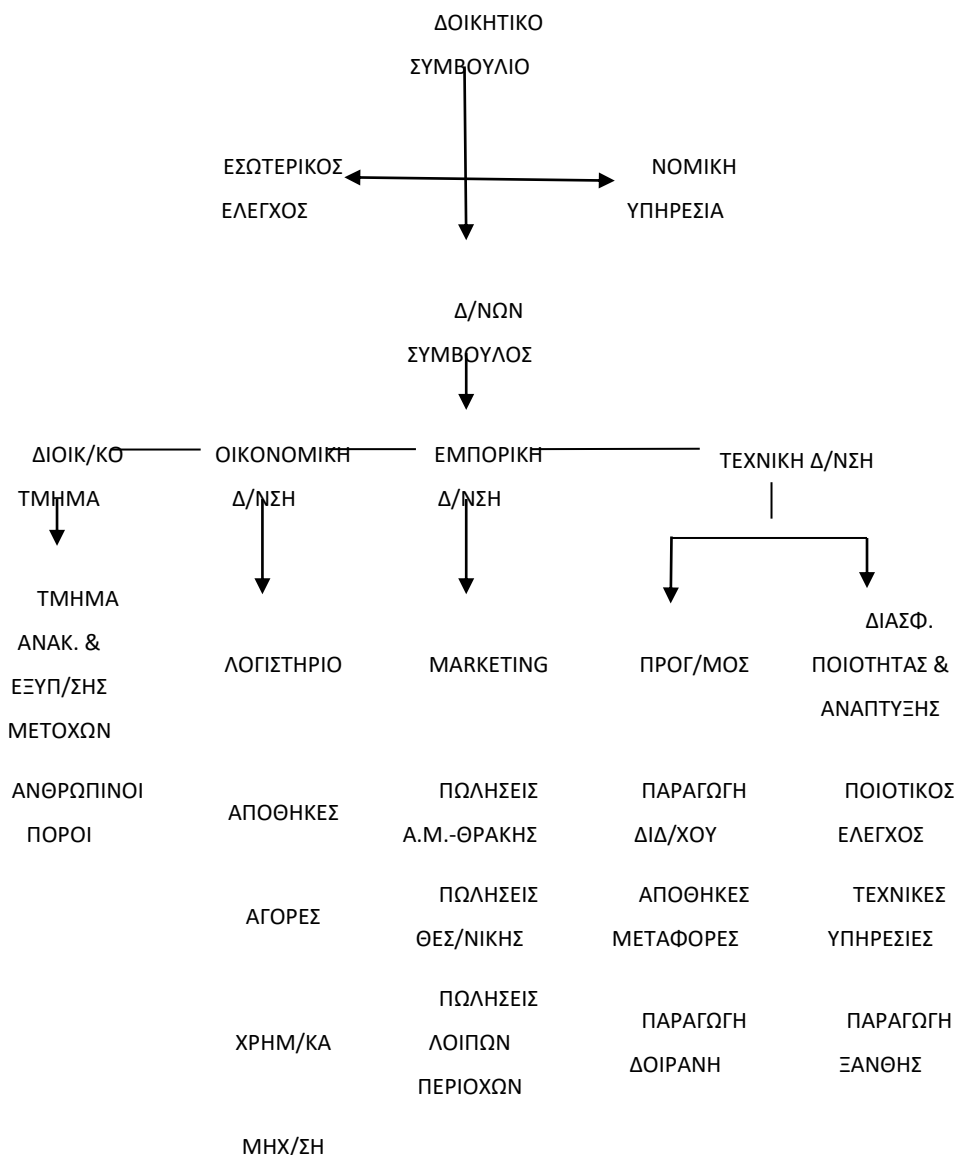 ΔΟΙΚΗΤΙΚΟ
ΣΥΜΒΟΥΛΙΟ
ΕΣΩΤΕΡΙΚΟΣ
ΕΛΕΓΧΟΣ
ΝΟΜΙΚΗ
ΥΠΗΡΕΣΙΑ
Δ/ΝΩΝ
ΣΥΜΒΟΥΛΟΣ
ΔΙΟΙΚ/ΚΟ
ΤΜΗΜΑ
ΟΙΚΟΝΟΜΙΚΗ
Δ/ΝΣΗ
ΕΜΠΟΡΙΚΗ
Δ/ΝΣΗ
ΤΕΧΝΙΚΗ Δ/ΝΣΗ
ΤΜΗΜΑ
ΑΝΑΚ. &
ΕΞΥΠ/ΣΗΣ
ΜΕΤΟΧΩΝ
ΛΟΓΙΣΤΗΡΙΟ
MARKETING
ΠΡΟΓ/ΜΟΣ
ΔΙΑΣΦ.
ΠΟΙΟΤΗΤΑΣ &
ΑΝΑΠΤΥΞΗΣ
ΑΝΘΡΩΠΙΝΟΙ
ΠΟΡΟΙ
ΑΠΟΘΗΚΕΣ
ΠΩΛΗΣΕΙΣ
Α.Μ.-ΘΡΑΚΗΣ
ΠΑΡΑΓΩΓΗ
ΔΙΔ/ΧΟΥ
ΠΟΙΟΤΙΚΟΣ
ΕΛΕΓΧΟΣ
ΑΓΟΡΕΣ
ΠΩΛΗΣΕΙΣ
ΘΕΣ/ΝΙΚΗΣ
ΑΠΟΘΗΚΕΣ
ΜΕΤΑΦΟΡΕΣ
ΤΕΧΝΙΚΕΣ
ΥΠΗΡΕΣΙΕΣ
ΧΡΗΜ/ΚΑ
ΠΩΛΗΣΕΙΣ
ΛΟΙΠΩΝ
ΠΕΡΙΟΧΩΝ
ΠΑΡΑΓΩΓΗ
ΔΟΙΡΑΝΗ
ΠΑΡΑΓΩΓΗ
ΞΑΝΘΗΣ
ΜΗΧ/ΣΗ